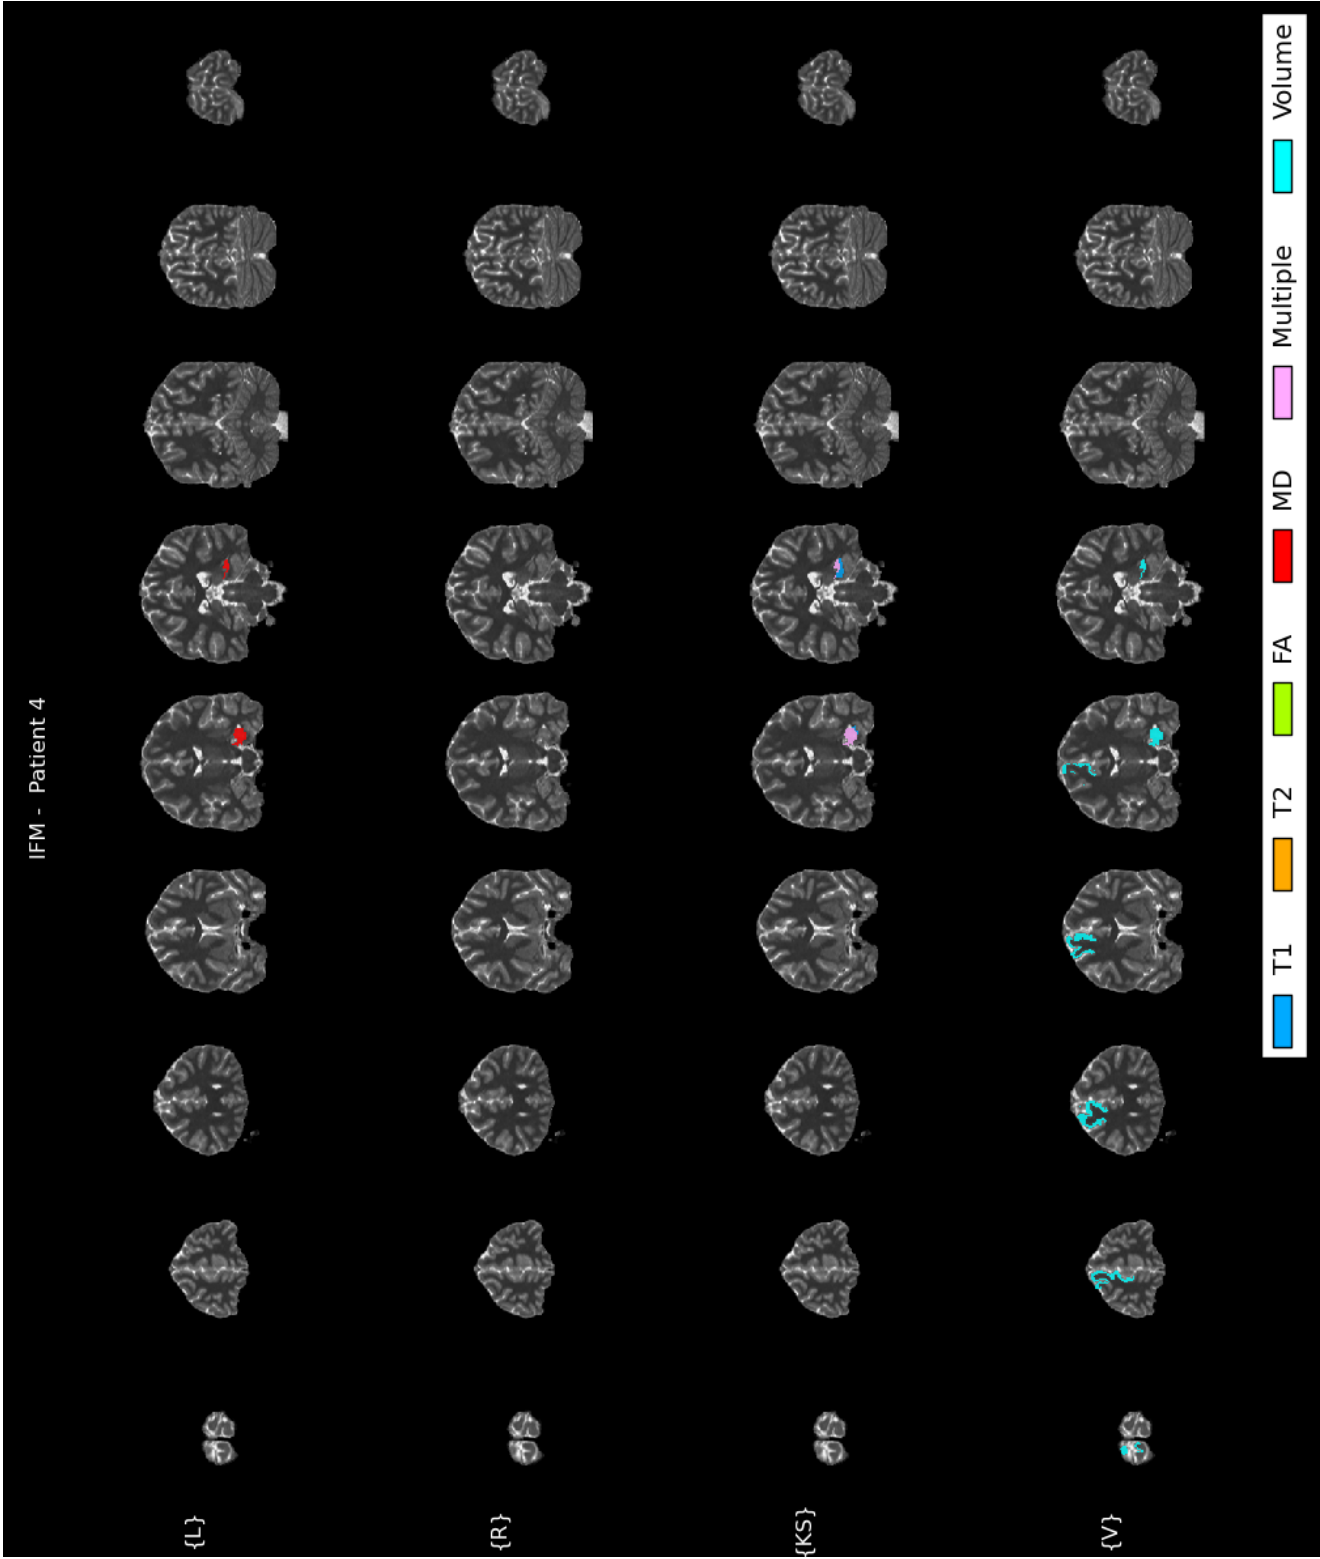 IFM - Patient 4
{L}
{R}
{KS}
{V}
T1 T2 FA MD Multiple Volume